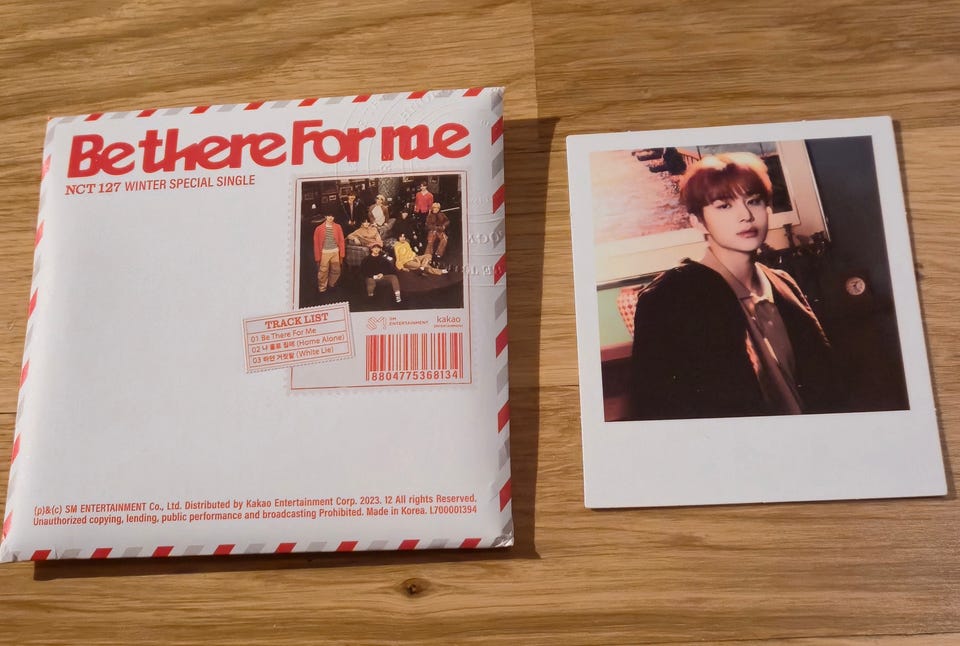 Be there For me
NCT 127 WINTER SPECIAL SINGLE
TRACK LIST
01 Be There For Me
02 나 홀로 집에 (Home Alone)
03 하얀 거짓말 (White Lie)
SM
SM
ENTERTAINMENT
kakao
ENTERTAINMENT
8804775368134
(p)&(c) SM ENTERTAINMENT Co., Ltd. Distributed by Kakao Entertainment Corp. 2023. 12 All rights Reserved.
Unauthorized copying, lending, public performance and broadcasting Prohibited. Made in Korea. L700001394